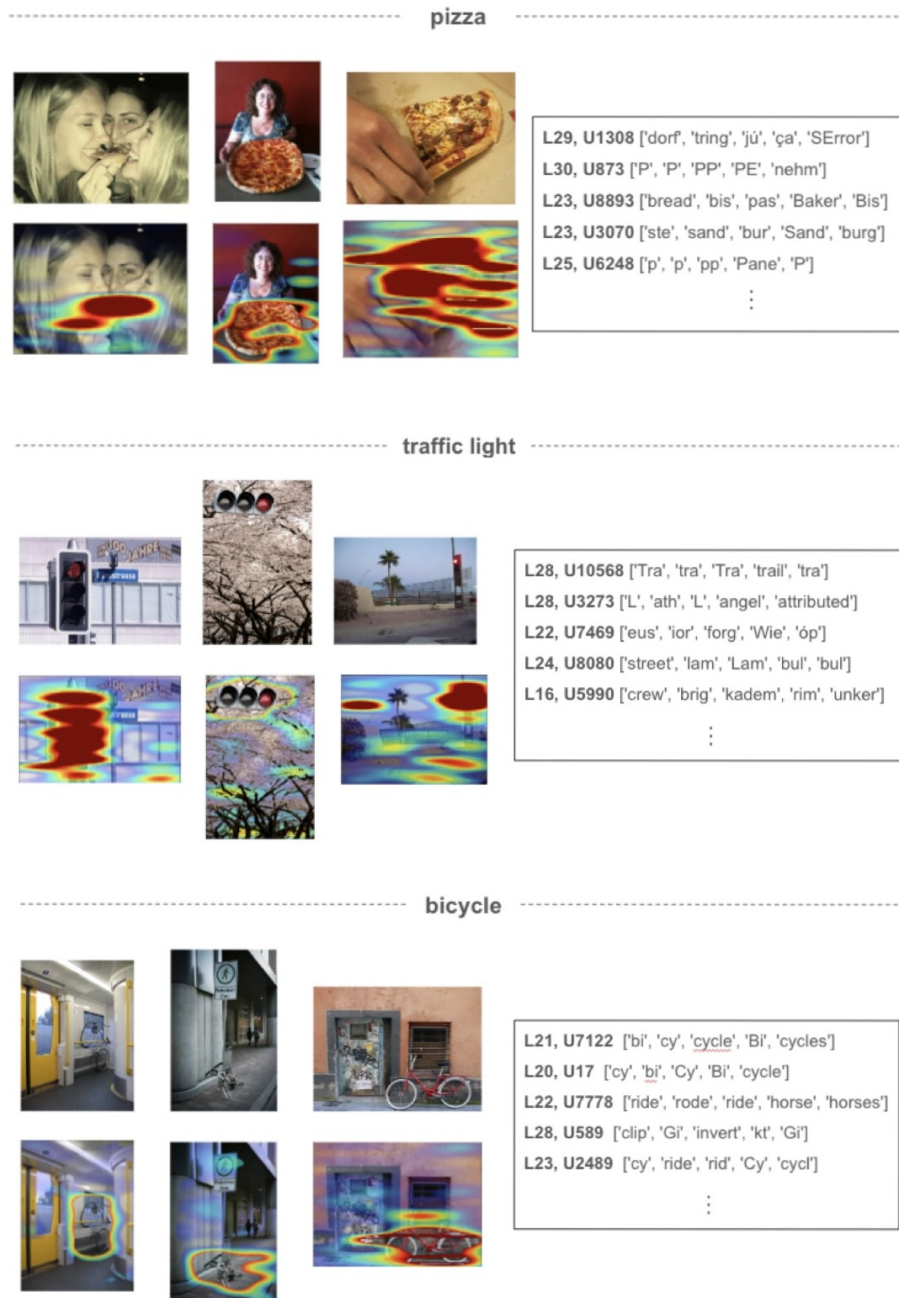 pizza
L29, U1308 ['dorf', 'tring', 'jú', 'ça', 'SError']
L30, U873 ['P', 'P', 'PP', 'PE', 'nehm']
L23, U8893 ['bread', 'bis', 'pas', 'Baker', 'Bis']
L23, U3070 ['ste', 'sand', 'bur', 'Sand', 'burg']
L25, U6248 ['p', 'p', 'pp', 'Pane', 'P']
⋮
traffic light
JAHRE
strasse
L28, U10568 ['Tra', 'tra', 'Tra', 'trail', 'tra']
L28, U3273 ['L', 'ath', 'L', 'angel', 'attributed']
L22, U7469 ['eus', 'ior', 'forg', 'Wie', 'óp']
L24, U8080 ['street', 'lam', 'Lam', 'bul', 'bul']
L16, U5990 ['crew', 'brig', 'kadem', 'rim', 'unker']
⋮
bicycle
L21, U7122 ['bi', 'cy', 'cycle', 'Bi', 'cycles']
L20, U17 ['cy', 'bi', 'Cy', 'Bi', 'cycle']
L22, U7778 ['ride', 'rode', 'ride', 'horse', 'horses']
L28, U589 ['clip', 'Gi', 'invert', 'kt', 'Gi']
L23, U2489 ['cy', 'ride', 'rid', 'Cy', 'cycl']
⋮